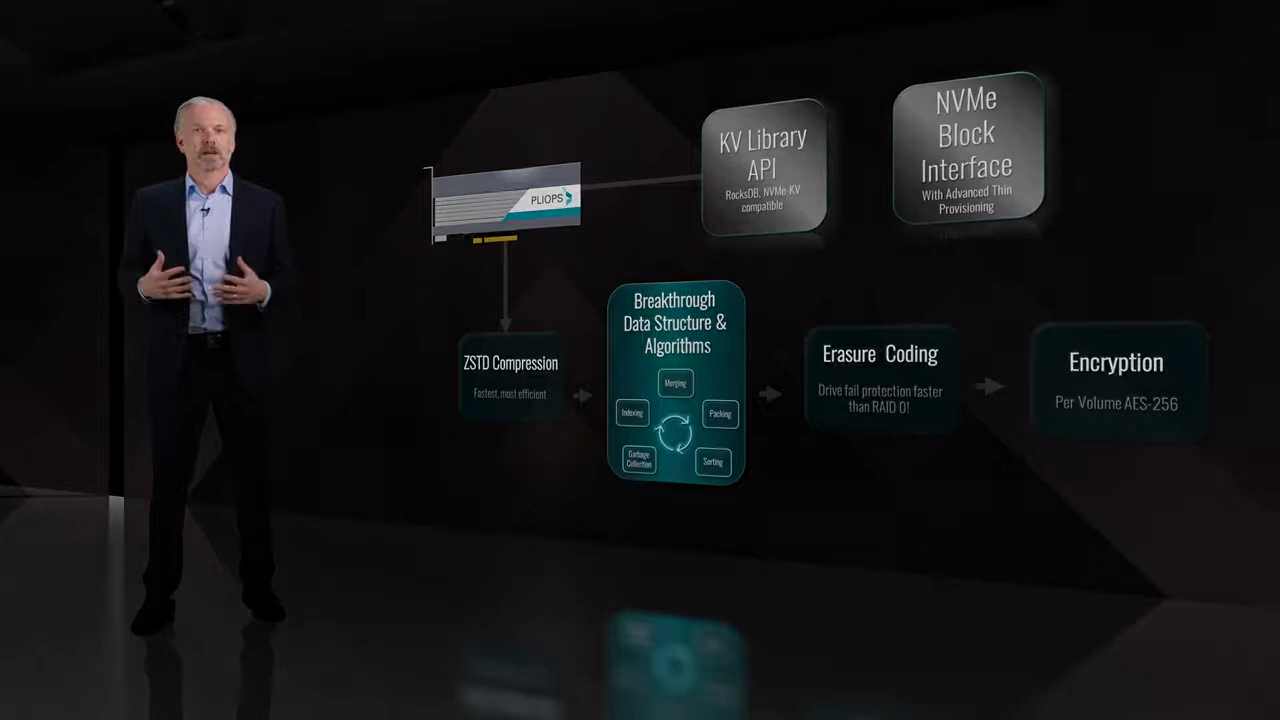 PLIOPS
KV Library
API
RocksDB, NVMe-KV
compatible
NVMe
Block
Interface
With Advanced Thin
Provisioning
ZSTD Compression
Fastest, most efficient
Breakthrough
Data Structure &
Algorithms
Merging
Indexing
Packing
Garbage
Collection
Sorting
Erasure Coding
Drive fail protection faster
than RAID 0!
Encryption
Per Volume AES-256